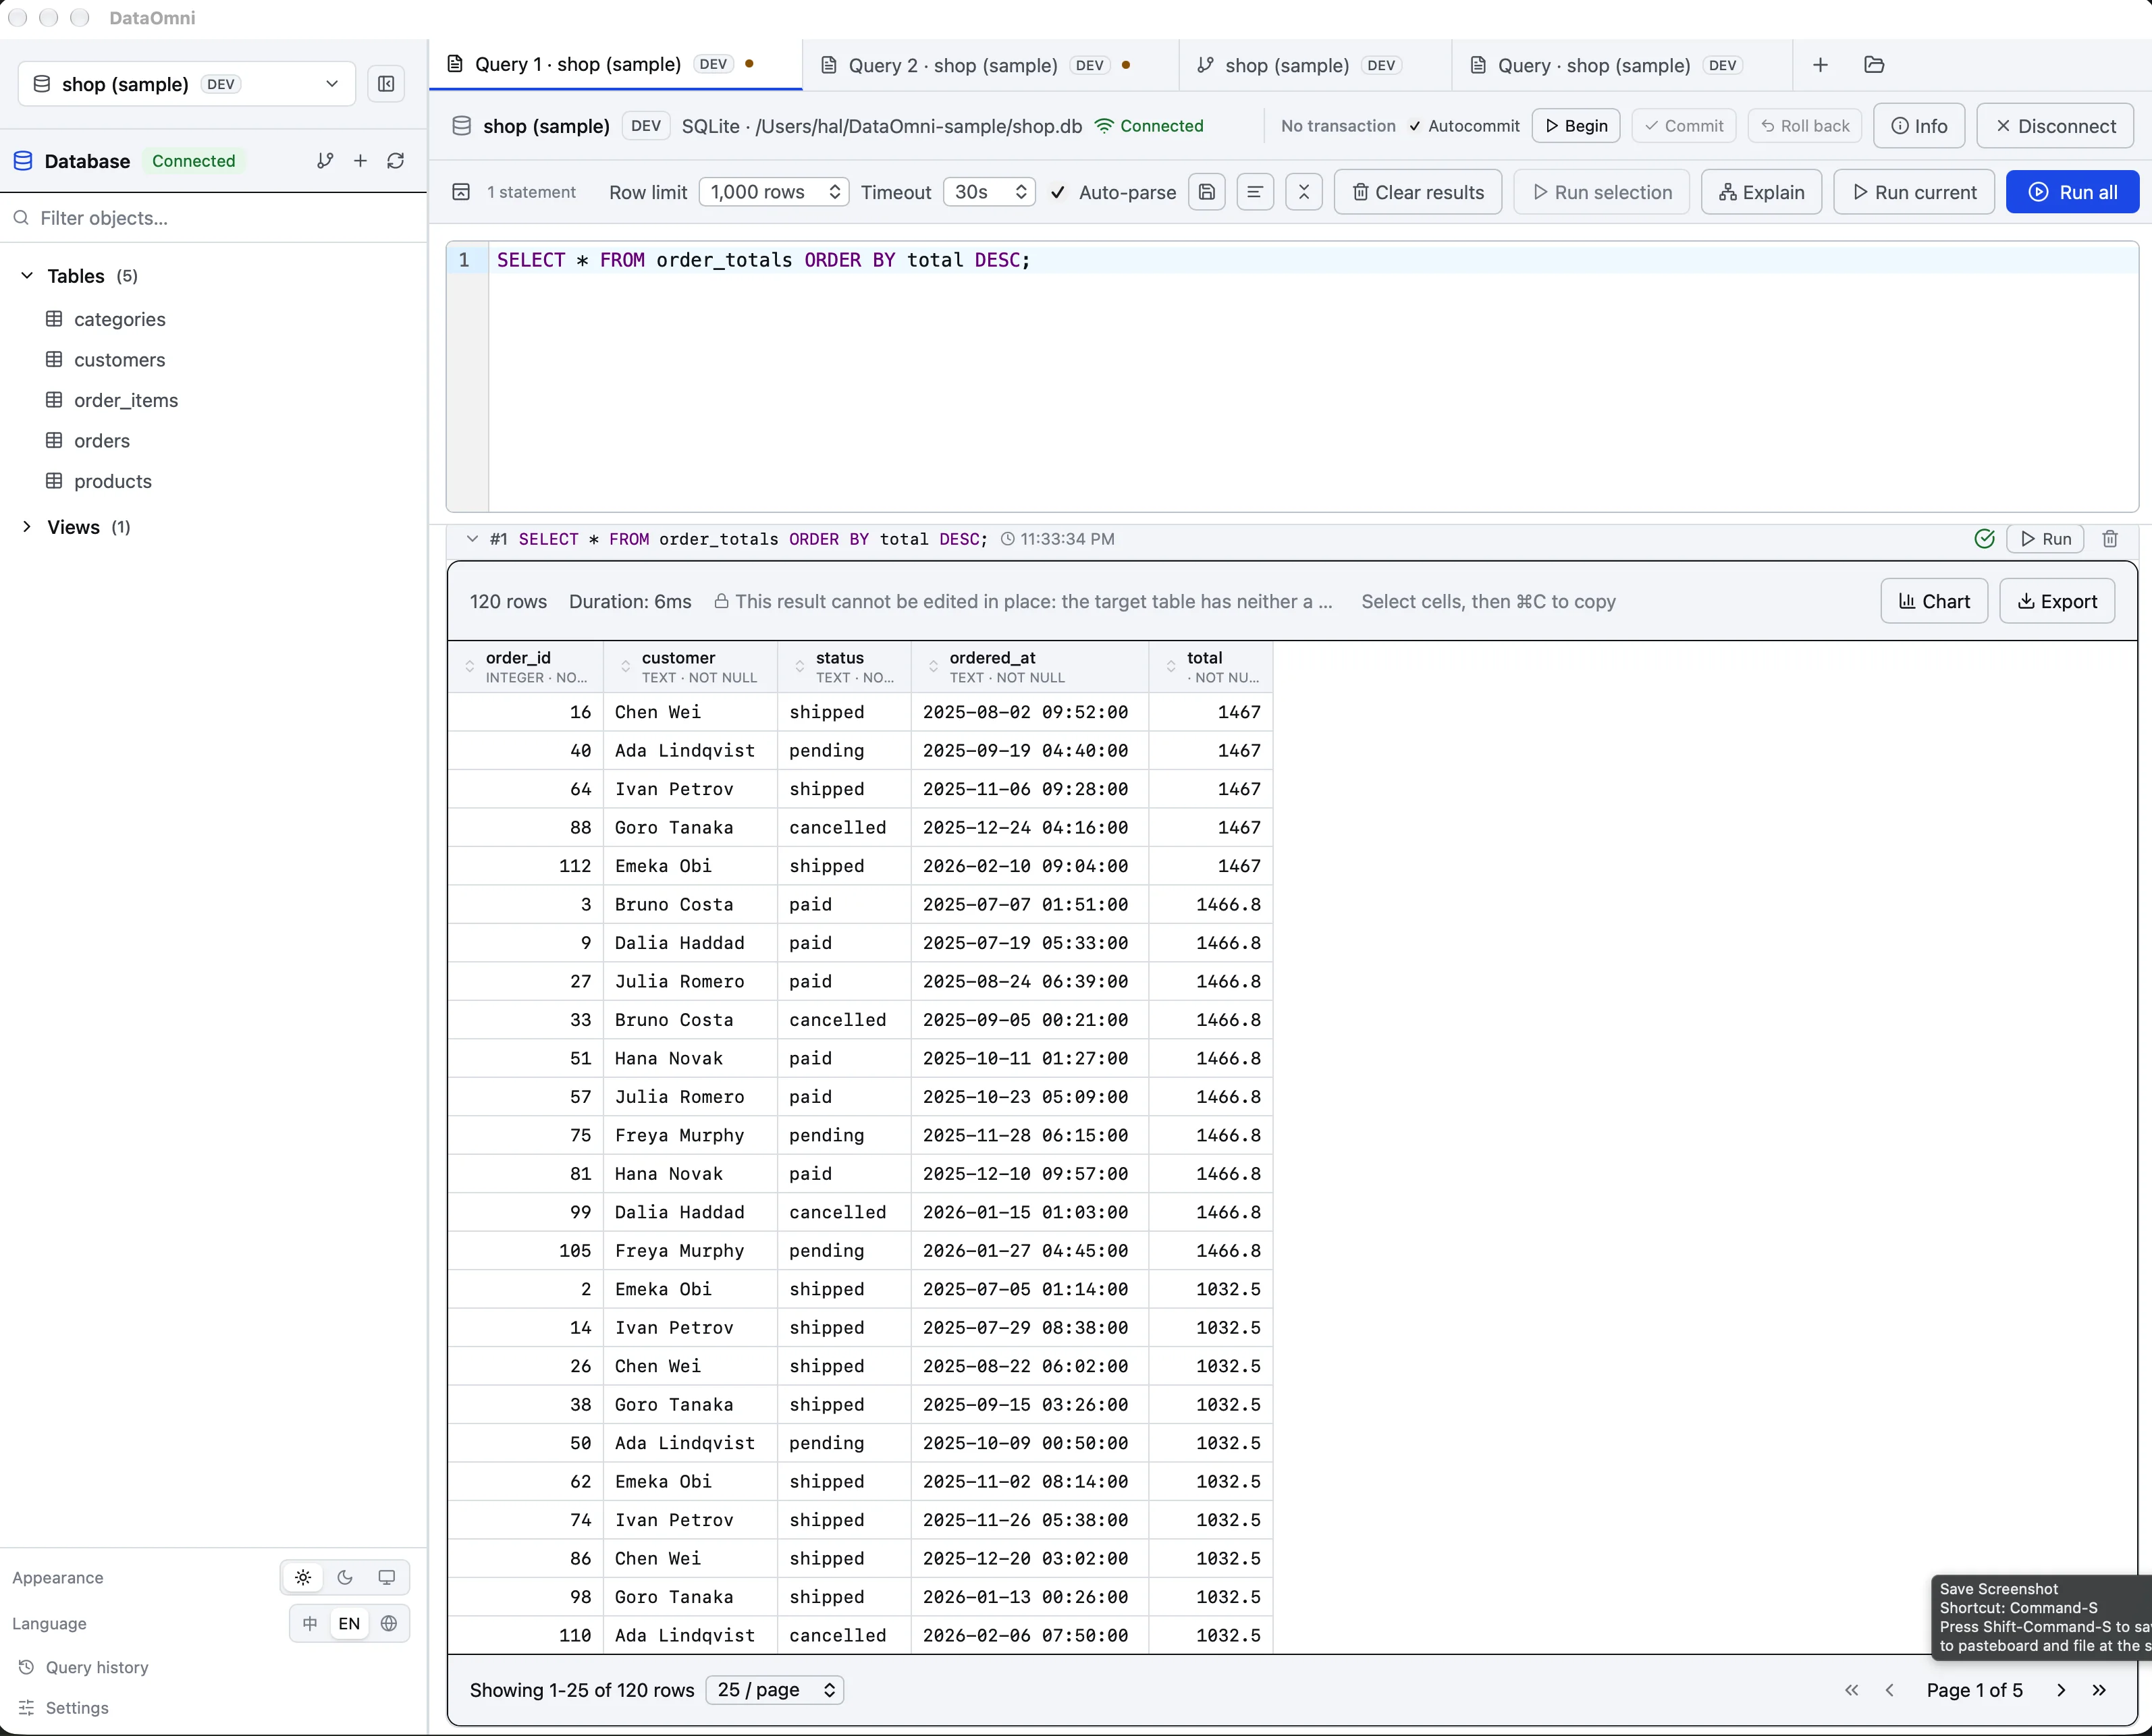 DataOmni
shop (sample) DEV
Query 1 · shop (sample) DEV
Query 2 · shop (sample) DEV
shop (sample) DEV
Query · shop (sample) DEV
shop (sample) DEV SQLite · /Users/hal/DataOmni-sample/shop.db Connected
No transaction Autocommit Begin Commit Roll back Info Disconnect
Database Connected
1 statement Row limit 1,000 rows Timeout 30s Auto-parse Clear results Run selection Explain Run current Run all
Filter objects...
Tables (5)
categories
customers
order_items
orders
products
Views (1)
1 SELECT * FROM order_totals ORDER BY total DESC;
#1 SELECT * FROM order_totals ORDER BY total DESC; 11:33:34 PM Run
120 rows Duration: 6ms This result cannot be edited in place: the target table has neither a ... Select cells, then ⌘C to copy Chart Export
order_id customer status ordered_at total
INTEGER · NO... TEXT · NOT NULL TEXT · NO... TEXT · NOT NULL · NOT NU...
16 Chen Wei shipped 2025-08-02 09:52:00 1467
40 Ada Lindqvist pending 2025-09-19 04:40:00 1467
64 Ivan Petrov shipped 2025-11-06 09:28:00 1467
88 Goro Tanaka cancelled 2025-12-24 04:16:00 1467
112 Emeka Obi shipped 2026-02-10 09:04:00 1467
3 Bruno Costa paid 2025-07-07 01:51:00 1466.8
9 Dalia Haddad paid 2025-07-19 05:33:00 1466.8
27 Julia Romero paid 2025-08-24 06:39:00 1466.8
33 Bruno Costa cancelled 2025-09-05 00:21:00 1466.8
51 Hana Novak paid 2025-10-11 01:27:00 1466.8
57 Julia Romero paid 2025-10-23 05:09:00 1466.8
75 Freya Murphy pending 2025-11-28 06:15:00 1466.8
81 Hana Novak paid 2025-12-10 09:57:00 1466.8
99 Dalia Haddad cancelled 2026-01-15 01:03:00 1466.8
105 Freya Murphy pending 2026-01-27 04:45:00 1466.8
2 Emeka Obi shipped 2025-07-05 01:14:00 1032.5
14 Ivan Petrov shipped 2025-07-29 08:38:00 1032.5
26 Chen Wei shipped 2025-08-22 06:02:00 1032.5
38 Goro Tanaka shipped 2025-09-15 03:26:00 1032.5
50 Ada Lindqvist pending 2025-10-09 00:50:00 1032.5
62 Emeka Obi shipped 2025-11-02 08:14:00 1032.5
74 Ivan Petrov shipped 2025-11-26 05:38:00 1032.5
86 Chen Wei shipped 2025-12-20 03:02:00 1032.5
98 Goro Tanaka shipped 2026-01-13 00:26:00 1032.5
110 Ada Lindqvist cancelled 2026-02-06 07:50:00 1032.5
Showing 1-25 of 120 rows 25 / page Page 1 of 5
Appearance
Language 中 EN
Query history
Settings
Save Screenshot
Shortcut: Command-S
Press Shift-Command-S to
to pasteboard and file at the